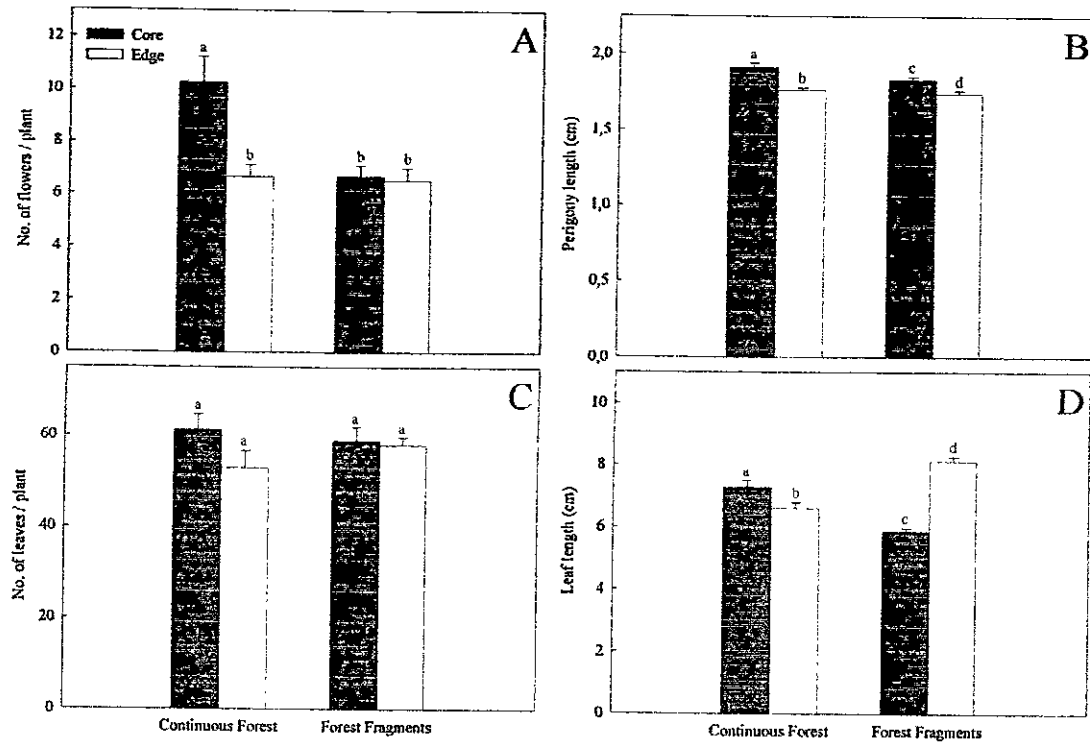 A
Core
Edge
12
10
8
6
4
2
0
No. of flowers / plant
a
b
b
b
B
2,0
1,5
1,0
0,5
0,0
Perigony length (cm)
a
b
c
d
C
60
40
20
0
No. of leaves / plant
a
a
a
a
Continuous Forest
Forest Fragments
D
10
8
6
4
2
0
Leaf length (cm)
a
b
c
d
Continuous Forest
Forest Fragments